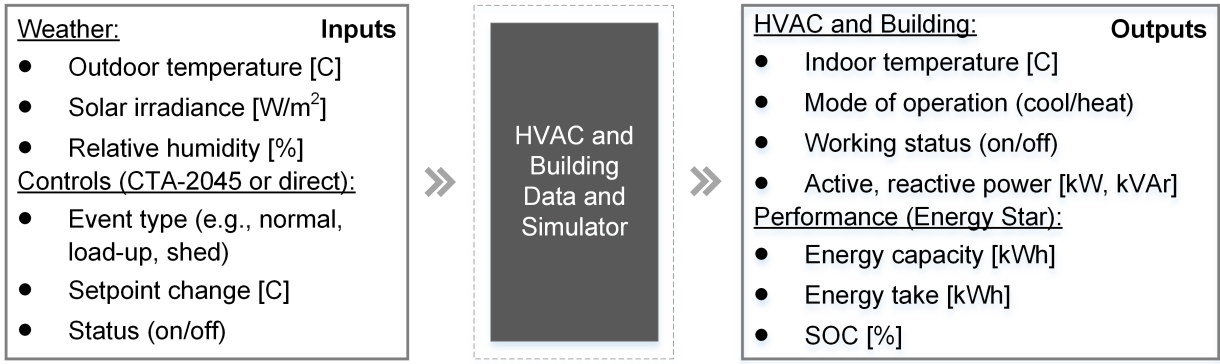 Weather: Inputs
● Outdoor temperature [C]
● Solar irradiance [W/m²]
● Relative humidity [%]
Controls (CTA-2045 or direct):
● Event type (e.g., normal,
load-up, shed)
● Setpoint change [C]
● Status (on/off)
HVAC and
Building
Data and
Simulator
HVAC and Building: Outputs
● Indoor temperature [C]
● Mode of operation (cool/heat)
● Working status (on/off)
● Active, reactive power [kW, kVAr]
Performance (Energy Star):
● Energy capacity [kWh]
● Energy take [kWh]
● SOC [%]